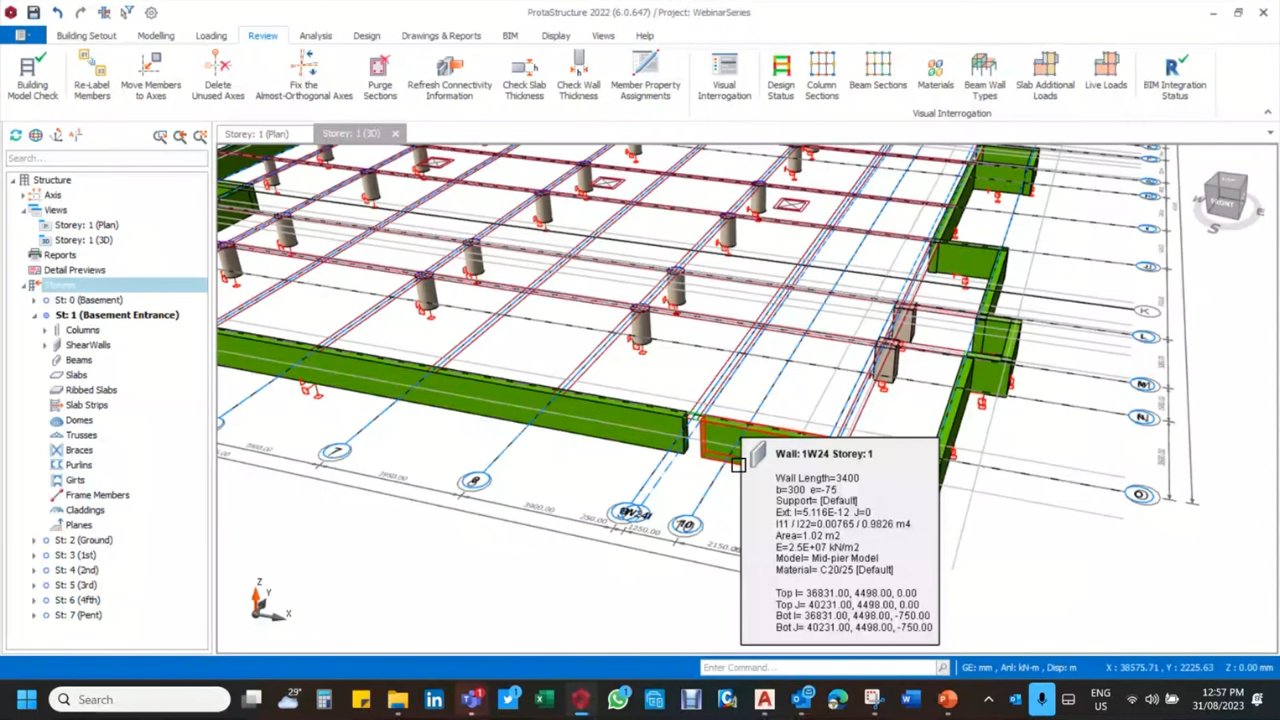 ProtaStructure 2022 (6.0.647) / Project: WebinarSeries
Building Setout
Modelling
Loading
Review
Analysis
Design
Drawings & Reports
BIM
Display
Views
Help
Building
Model Check
Re-Label
Members
Move Members
to Axes
Delete
Unused Axes
Fix the
Almost-Orthogonal Axes
Purge
Sections
Refresh Connectivity
Information
Check Slab
Thickness
Check Wall
Thickness
Member Property
Assignments
Visual
Interrogation
Design
Status
Column
Sections
Beam Sections
Materials
Beam Wall
Types
Slab Additional
Loads
Live Loads
BIM Integration
Status
Visual Interrogation
Storey: 1 (Plan)
Storey: 1 (3D)
Search...
Structure
Axis
Views
Storey: 1 (Plan)
Storey: 1 (3D)
Reports
Detail Previews
Storeys
St: 0 (Basement)
St: 1 (Basement Entrance)
Columns
ShearWalls
Beams
Slabs
Ribbed Slabs
Slab Strips
Domes
Trusses
Braces
Purlins
Girts
Frame Members
Claddings
Planes
St: 2 (Ground)
St: 3 (1st)
St: 4 (2nd)
St: 5 (3rd)
St: 6 (4fth)
St: 7 (Pent)
FRONT
W
E
S
K
L
7
8
10
O
250.00
1250.00
2150.00
Z
Y
X
Wall: 1W24 Storey: 1
Wall Length=3400
b=300 e=-75
Support= [Default]
Ext: I=5.116E-12 J=0
I11 / I22=0.00765 / 0.9826 m4
Area=1.02 m2
E=2.5E+07 kN/m2
Model= Mid-pier Model
Material= C20/25 [Default]
Top I= 36831.00, 4498.00, 0.00
Top J= 40231.00, 4498.00, 0.00
Bot I= 36831.00, 4498.00, -750.00
Bot J= 40231.00, 4498.00, -750.00
Enter Command...
GE: mm , Anl: kN-m , Disp: m
X : 38575.71 , Y : 2225.63
Z : 0.00 mm
Search
29°
ENG
US
12:57 PM
31/08/2023